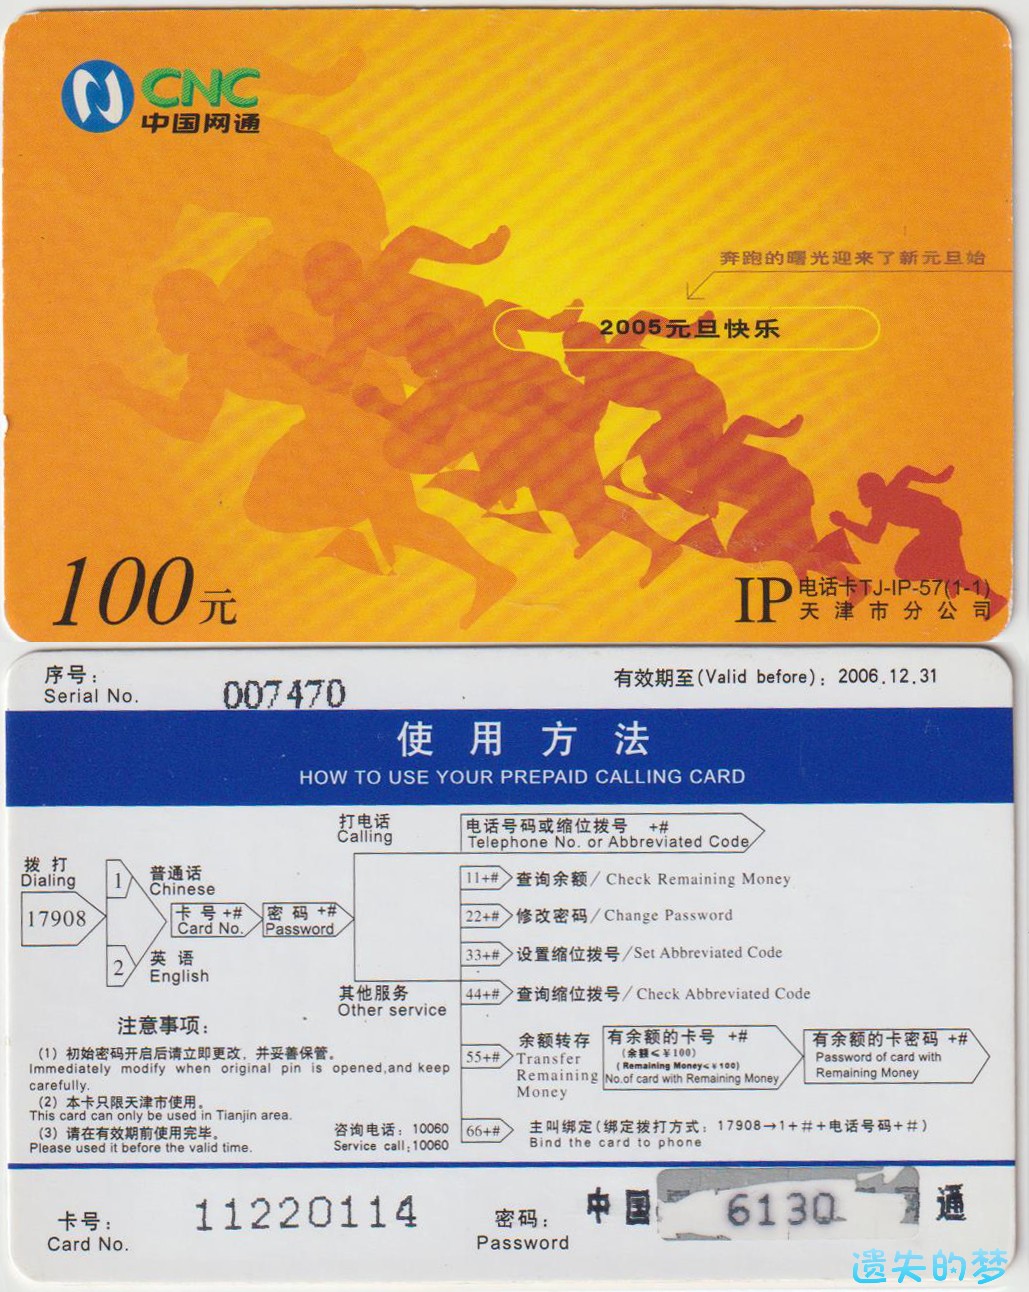 CNC
中国网通
奔跑的曙光迎来了新元旦始
2005元旦快乐
100元
IP 电话卡TJ-IP-57(1-1)
天津市分公司
序号：
Serial No.
007470
有效期至(Valid before)：2006.12.31
使用方法
HOW TO USE YOUR PREPAID CALLING CARD
打电话
Calling
电话号码或缩位拨号 +#
Telephone No. or Abbreviated Code
拨打
Dialing
17908
1
普通话
Chinese
2
英语
English
卡号+#
Card No.
密码+#
Password
11+# 查询余额/Check Remaining Money
22+# 修改密码/Change Password
33+# 设置缩位拨号/Set Abbreviated Code
其他服务
Other service
44+# 查询缩位拨号/Check Abbreviated Code
55+# 余额转存
Transfer
Remaining
Money
有余额的卡号 +#
(余额≤¥100)
(Remaining Money≤¥100)
No.of card with Remaining Money
有余额的卡密码 +#
Password of card with
Remaining Money
66+# 主叫绑定(绑定拨打方式：17908→1+#+电话号码+#)
Bind the card to phone
注意事项：
(1) 初始密码开启后请立即更改，并妥善保管。
Immediately modify when original pin is opened,and keep
carefully.
(2) 本卡只限天津市使用。
This card can only be used in Tianjin area.
(3) 请在有效期前使用完毕。
Please used it before the valid time.
咨询电话：10060
Service call:10060
卡号：
Card No.
11220114
密码：
Password
中国 6130 通
遗失的梦